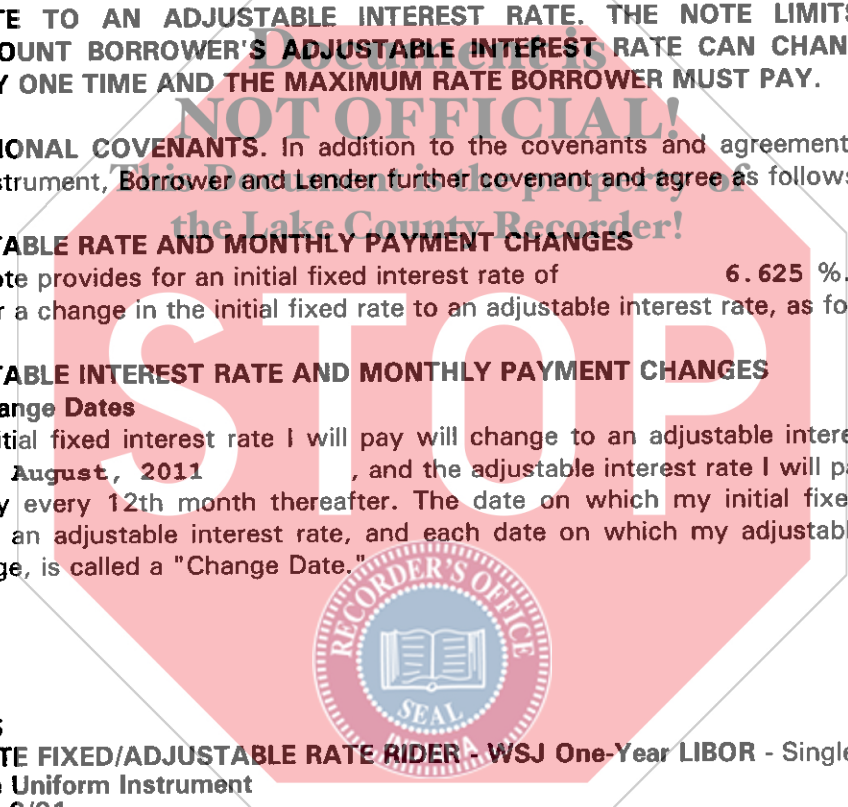 TE TO AN ADJUSTABLE INTEREST RATE. THE NOTE LIMITS
OUNT BORROWER'S ADJUSTABLE INTEREST RATE CAN CHAN
Y ONE TIME AND THE MAXIMUM RATE BORROWER MUST PAY.
Document is
NOT OFFICIAL!
This Document is the property of
the Lake County Recorder!
IONAL COVENANTS. In addition to the covenants and agreement
strument, Borrower and Lender further covenant and agree as follows
TABLE RATE AND MONTHLY PAYMENT CHANGES
ote provides for an initial fixed interest rate of 6.625 %.
r a change in the initial fixed rate to an adjustable interest rate, as fo
STOP
TABLE INTEREST RATE AND MONTHLY PAYMENT CHANGES
ange Dates
itial fixed interest rate I will pay will change to an adjustable intere
August, 2011 , and the adjustable interest rate I will pa
y every 12th month thereafter. The date on which my initial fixe
an adjustable interest rate, and each date on which my adjustabl
ge, is called a "Change Date."
RECORDER'S OFFICE
SEAL
INDIANA
S
TE FIXED/ADJUSTABLE RATE RIDER - WSJ One-Year LIBOR - Single
e Uniform Instrument